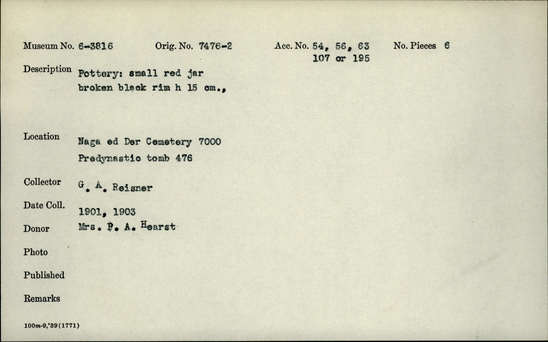 Museum No. 6-3816 Orig. No. 7476-2 Acc. No. 54, 56, 63 No. Pieces 6
107 or 195
Description Pottery: small red jar
broken black rim h 15 cm.,
Location Naga ed Der Cemetery 7000
Predynastic tomb 476
Collector G. A. Reisner
Date Coll. 1901, 1903
Donor Mrs. P. A. Hearst
Photo
Published
Remarks
100m-9,'39(1771)